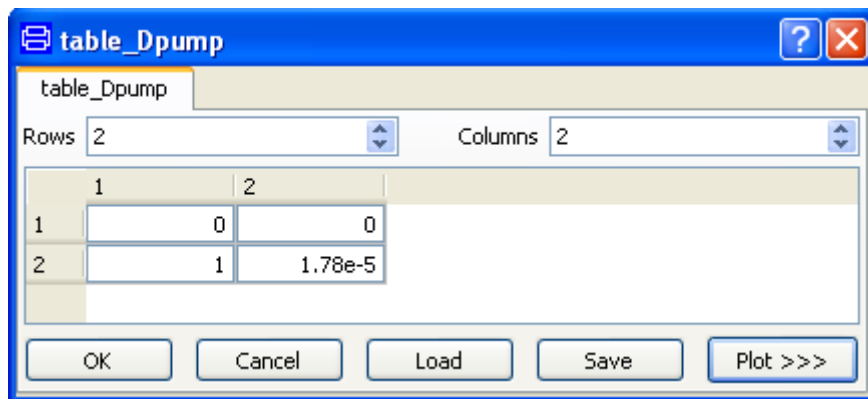 table_Dpump
table_Dpump
Rows 2 Columns 2
1 2
1 0 0
2 1 1.78e-5
OK Cancel Load Save Plot >>>